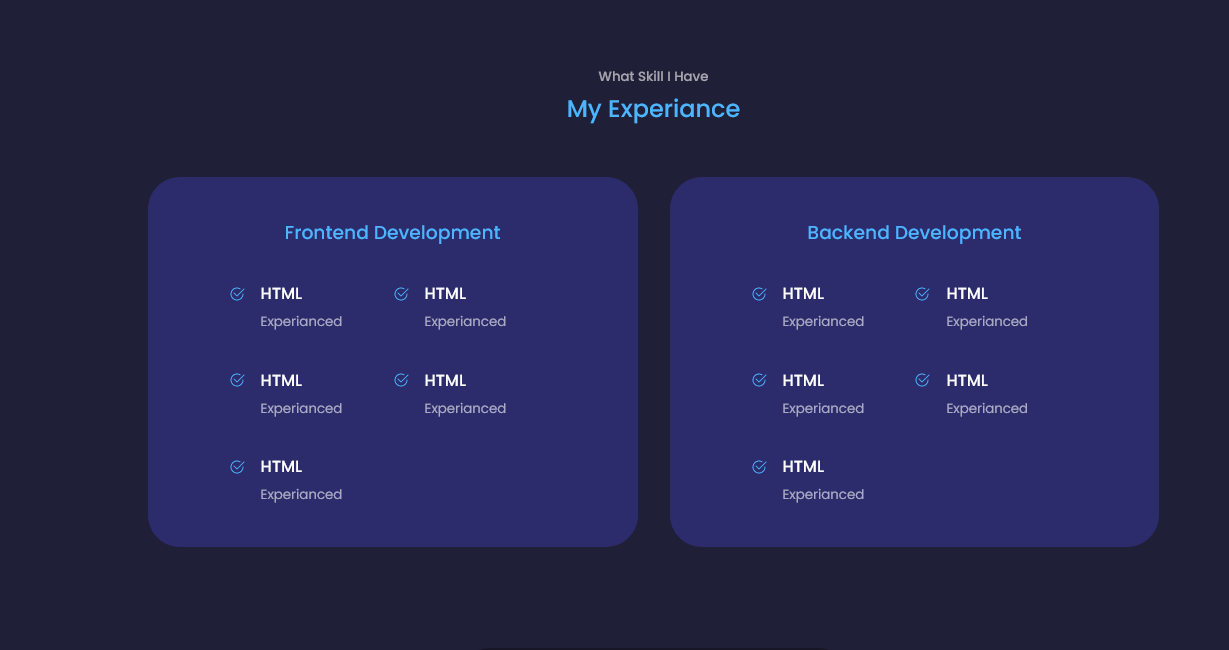 What Skill I Have
My Experiance
Frontend Development
HTML
Experianced
HTML
Experianced
HTML
Experianced
HTML
Experianced
HTML
Experianced
Backend Development
HTML
Experianced
HTML
Experianced
HTML
Experianced
HTML
Experianced
HTML
Experianced